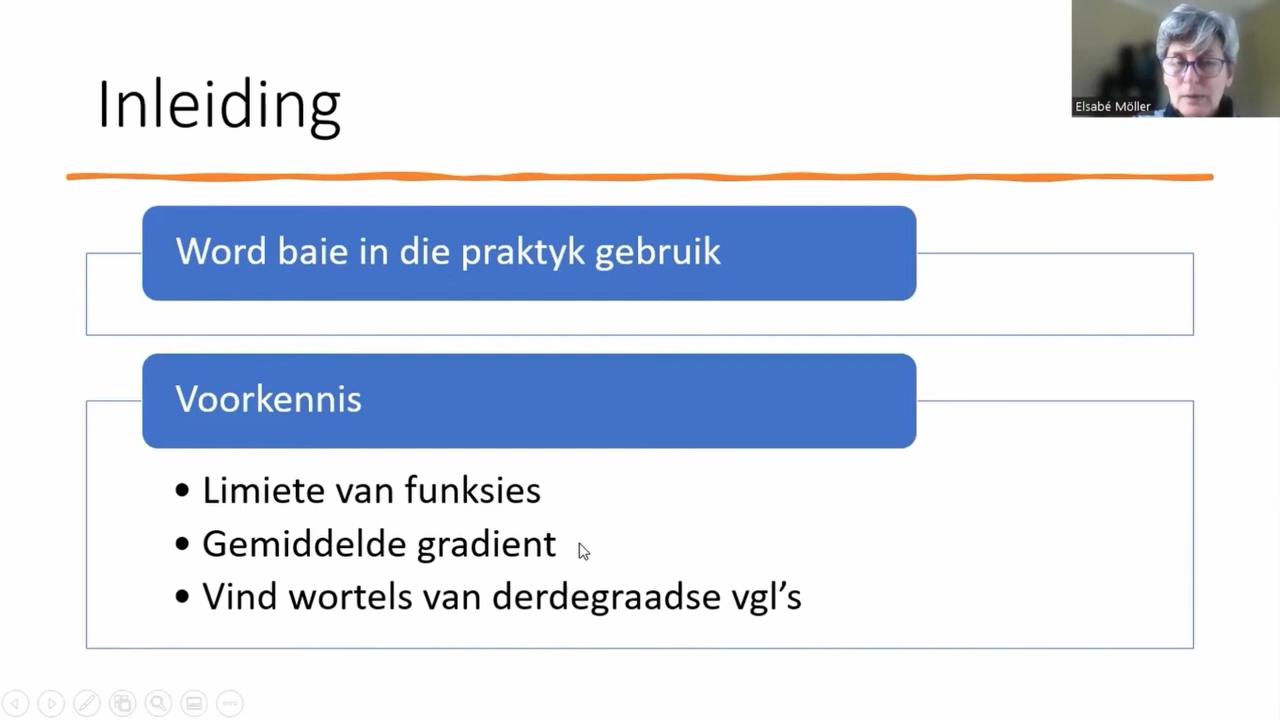 Inleiding
Elsabé Möller
Word baie in die praktyk gebruik
Voorkennis
• Limiete van funksies
• Gemiddelde gradient
• Vind wortels van derdegraadse vgl’s